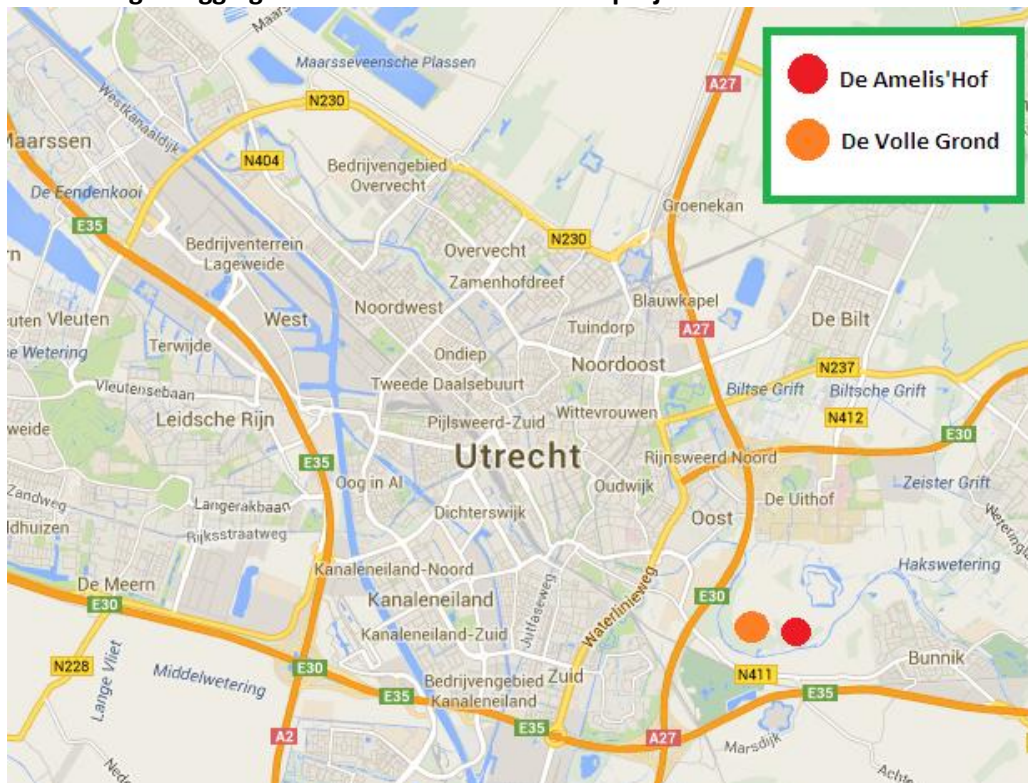 Maarsseveense Plassen
A27
De Amelis'Hof
De Volle Grond
Westkanaaldijk
N230
Maarssen
N404
Bedrijvengebied
Overvecht
De Eendenkooi
Groenekan
E35
Bedrijventerrein
Lageweide
Overvecht
N230
Zamenhofdreef
Noordwest
Blauwkapel
Vleuten
West
Tuindorp
A27
De Bilt
Terwijde
Ondiep
Noordoost
Wetering
N237
Tweede Daalsebuurt
Vleutensebaan
Biltse Grift
Biltsche Grift
Leidsche Rijn
Pijlsweerd-Zuid
Wittevrouwen
N412
E30
Utrecht
E35
Rijnsweerd Noord
Oog in Al
Oudwijk
Zeister Grift
Zandweg
Langerakbaan
De Uithof
Dichterswijk
Oost
Rijksstraatweg
Kanaleneiland-Noord
Hakswetering
De Meern
E30
Kanaleneiland
Jutfaseweg
Waterlinieweg
E30
Kanaleneiland-Zuid
N228
Lange Vliet
Middelwetering
E30
Bedrijvengebied
Kanaleneiland
Zuid
N411
Bunnik
E35
E35
E35
A2
A27
Marsdijk